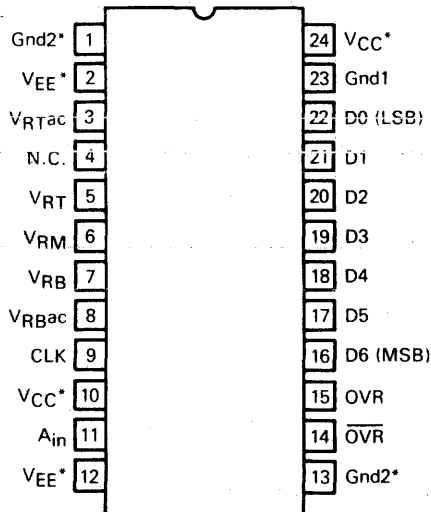 Gnd2* 1 24 VCC*
VEE* 2 23 Gnd1
VRTac 3 22 D0 (LSB)
N.C. 4 21 D1
VRT 5 20 D2
VRM 6 19 D3
VRB 7 18 D4
VRBac 8 17 D5
CLK 9 16 D6 (MSB)
VCC* 10 15 OVR
Ain 11 14 O̅V̅R̅
VEE* 12 13 Gnd2*